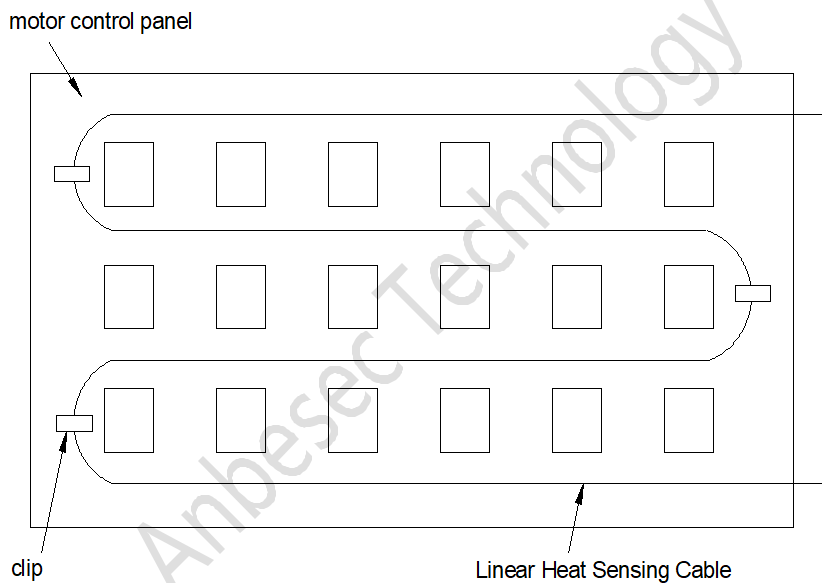 motor control panel
Anbesec Technology
clip
Linear Heat Sensing Cable